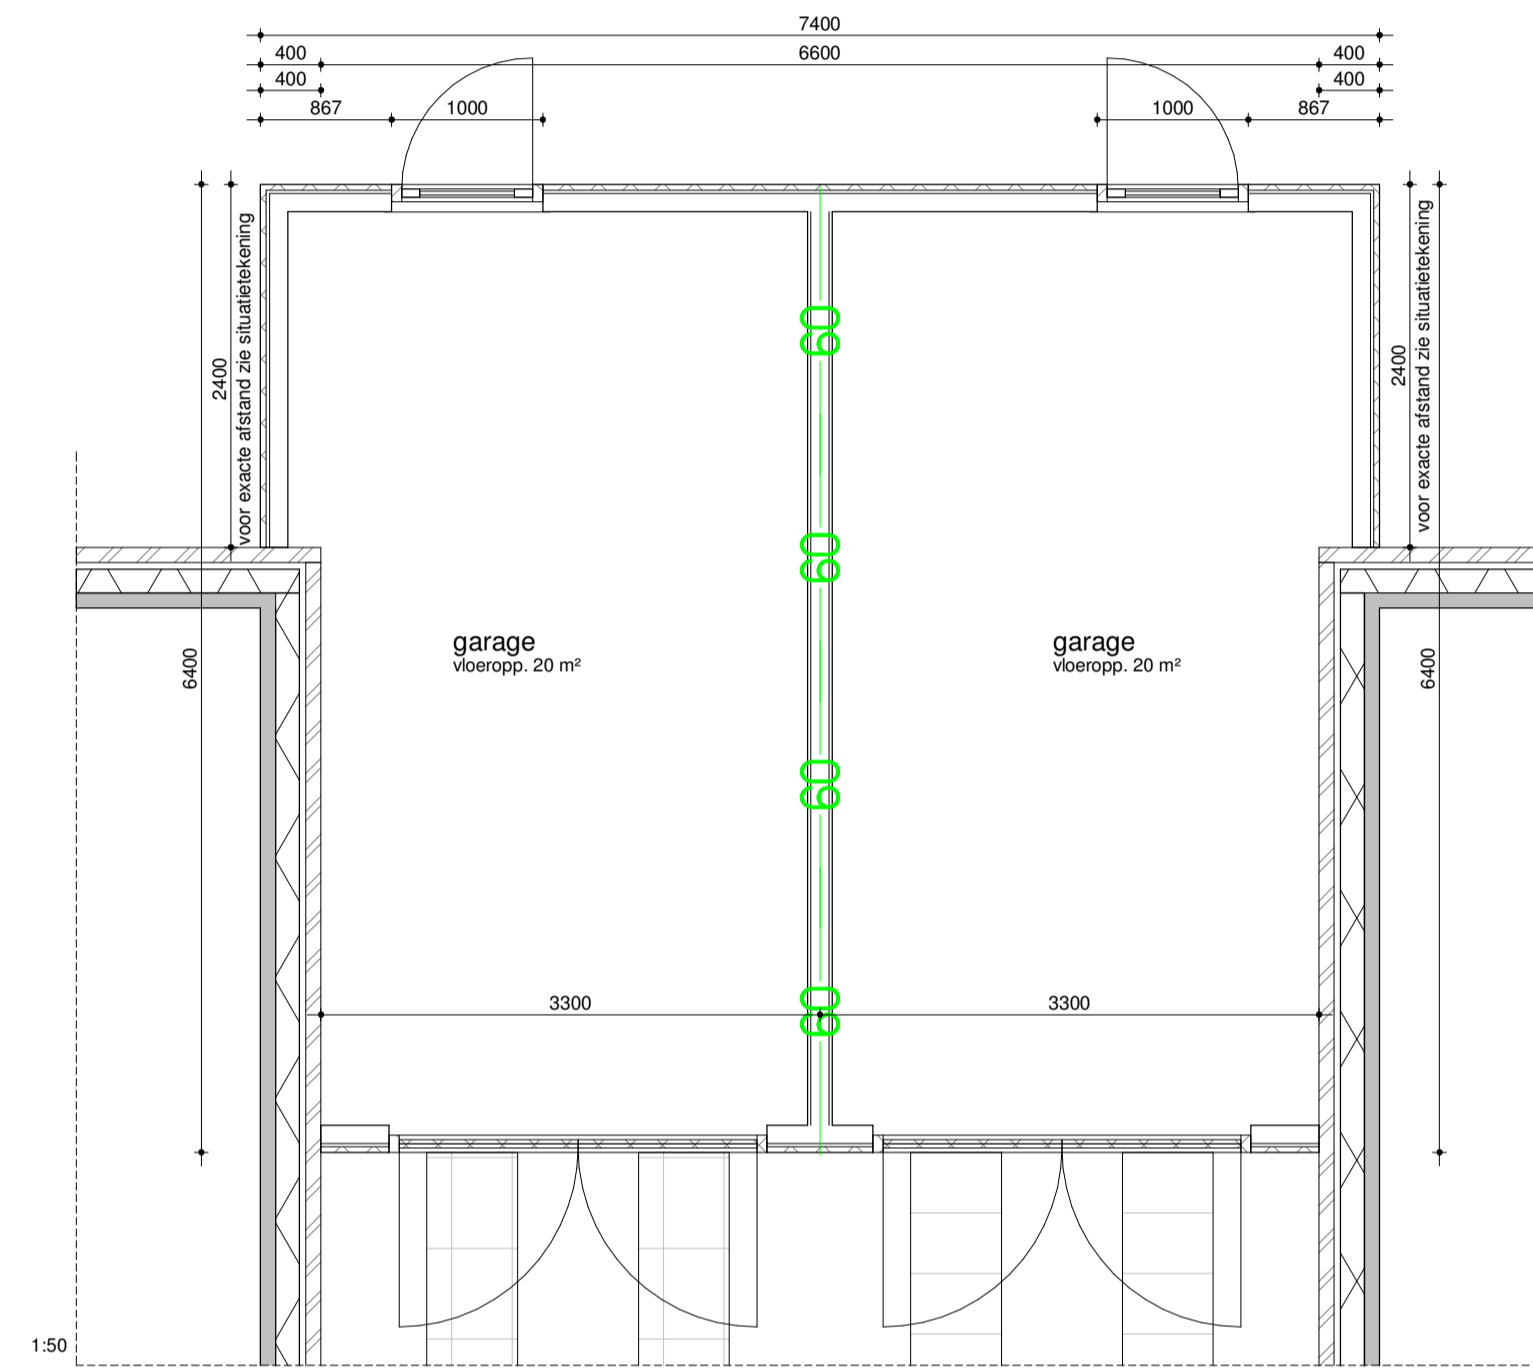 7400
400 6600 400
400 400
867 1000 1000 867
voor exacte afstand zie situatietekening
voor exacte afstand zie situatietekening
2400
2400
60
60
garage
vloeropp. 20 m²
garage
vloeropp. 20 m²
6400
6400
60
60
3300 3300
1:50